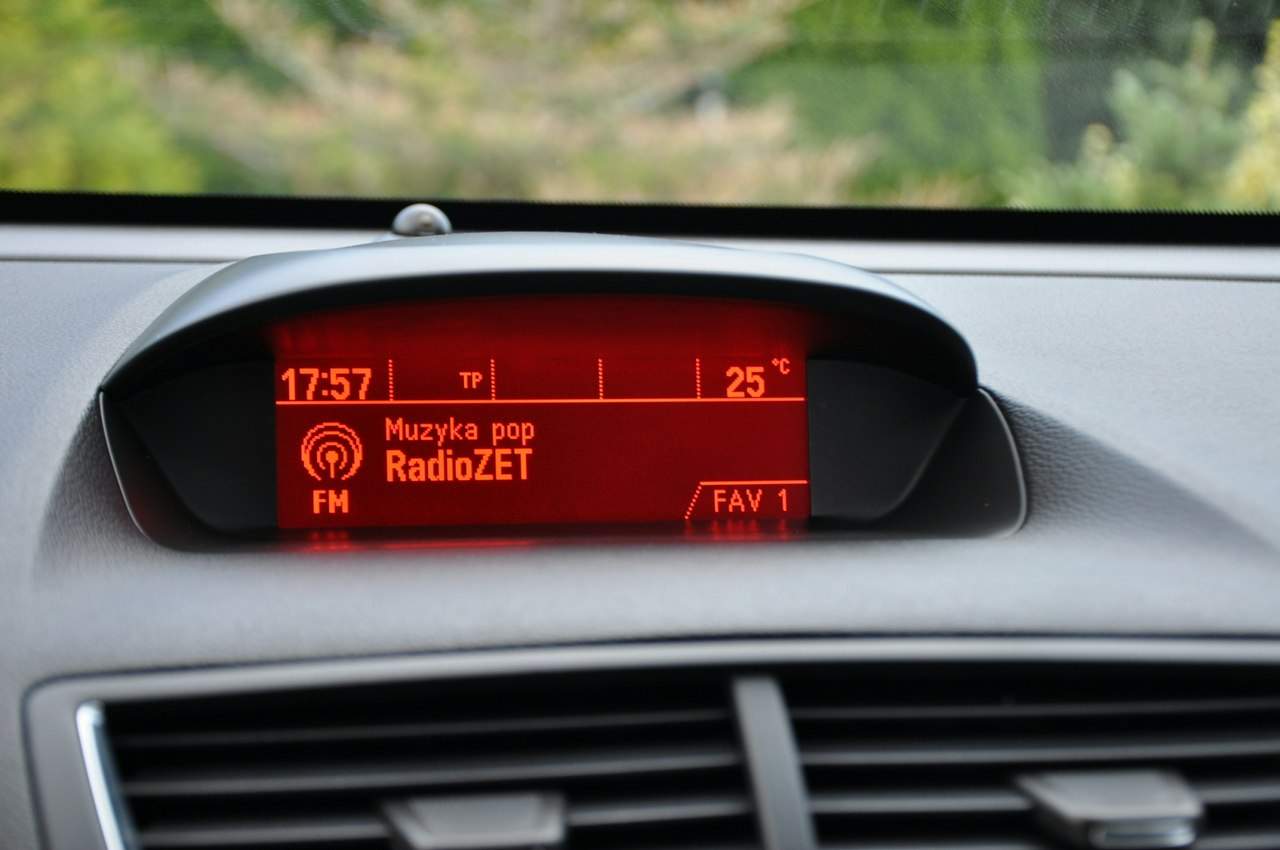 17:57 TP 25 °C
Muzyka pop
RadioZET
FM
FAV 1